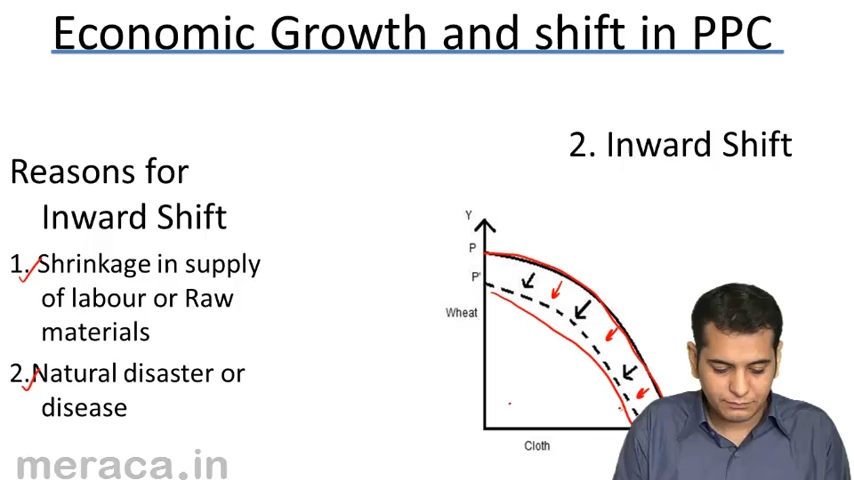 Economic Growth and shift in PPC
2. Inward Shift
Reasons for
Inward Shift
1. Shrinkage in supply
of labour or Raw
materials
2. Natural disaster or
disease
Y
P
P'
Wheat
Cloth
meraca.in